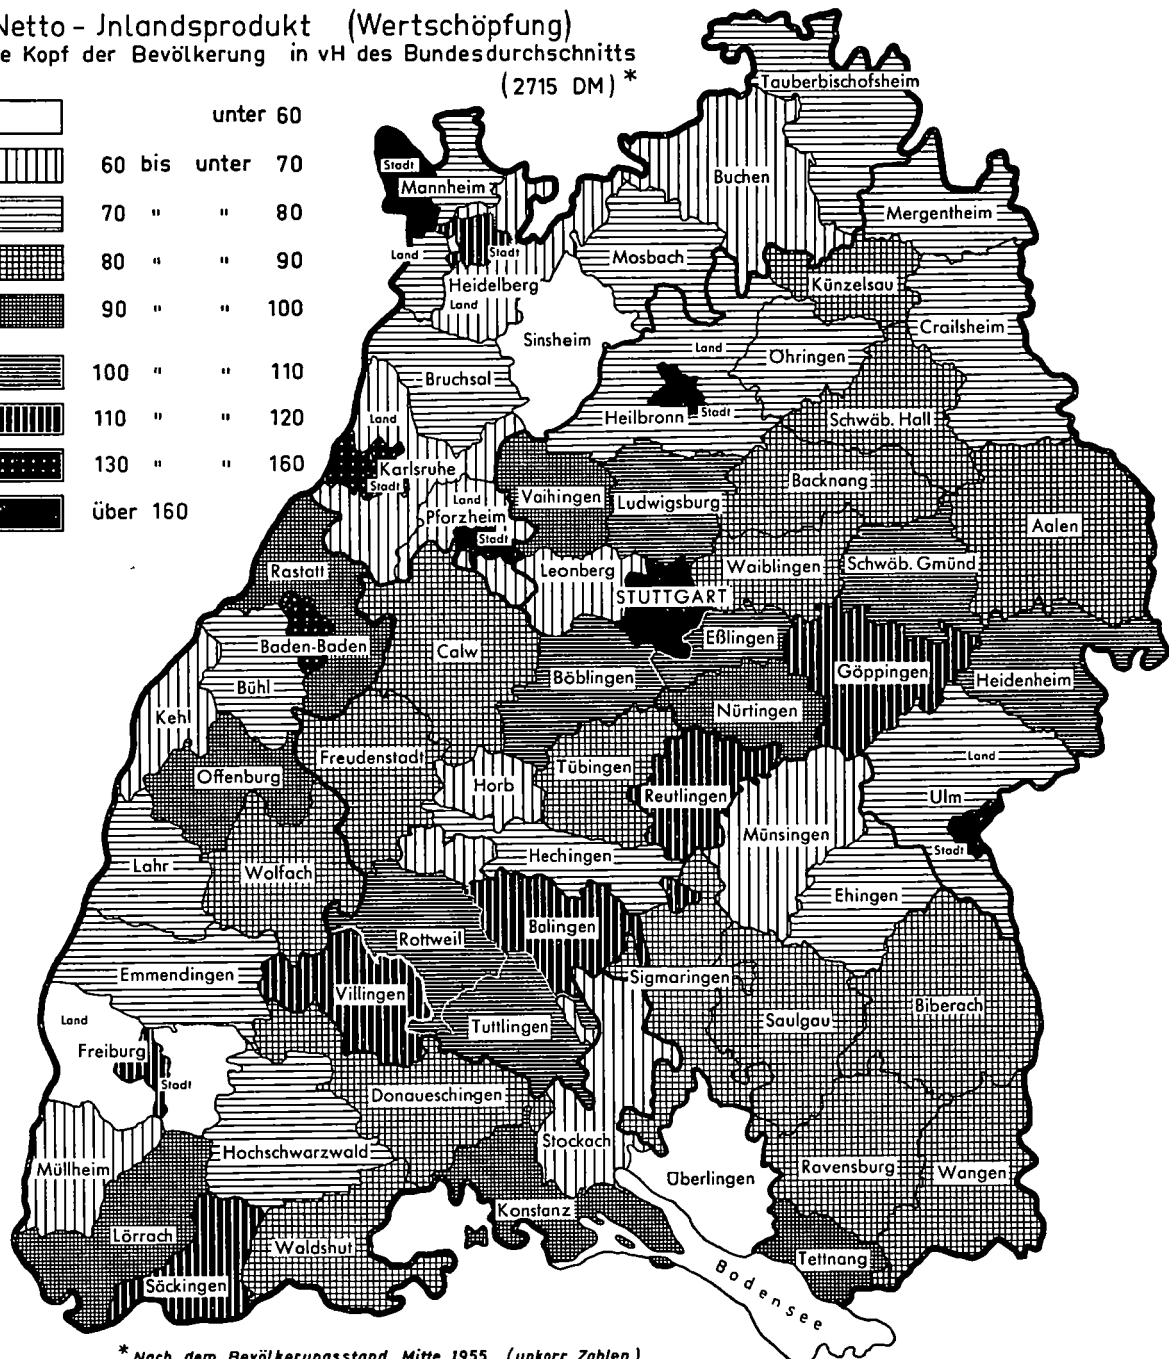 Netto - Jnlandsprodukt (Wertschöpfung)
e Kopf der Bevölkerung in vH des Bundesdurchschnitts
(2715 DM) *
unter 60
60 bis unter 70
70 " " 80
80 " " 90
90 " " 100
100 " " 110
110 " " 120
130 " " 160
über 160
Tauberbischofsheim
Stadt
Mannheim
Buchen
Mergentheim
Land
Stadt
Mosbach
Heidelberg
Künzelsau
Land
Sinsheim
Crailsheim
Land
Öhringen
Bruchsal
Land
Heilbronn
Stadt
Schwäb. Hall
Karlsruhe
Stadt
Land
Vaihingen
Ludwigsburg
Backnang
Pforzheim
Stadt
Aalen
Rastatt
Leonberg
Waiblingen
Schwäb. Gmünd
STUTTGART
Baden-Baden
Calw
Eßlingen
Böblingen
Göppingen
Heidenheim
Bühl
Kehl
Nürtingen
Offenburg
Freudenstadt
Tübingen
Land
Horb
Reutlingen
Ulm
Münsingen
Stadt
Lahr
Wolfach
Hechingen
Ehingen
Rottweil
Balingen
Emmendingen
Villingen
Sigmaringen
Biberach
Land
Tuttlingen
Saulgau
Freiburg
Stadt
Donaueschingen
Müllheim
Hochschwarzwald
Stockach
Überlingen
Ravensburg
Wangen
Lörrach
Konstanz
Waldshut
Tettnang
Säckingen
Bodensee
* Nach dem Bevölkerungsstand Mitte 1955 (unkorr. Zahlen)